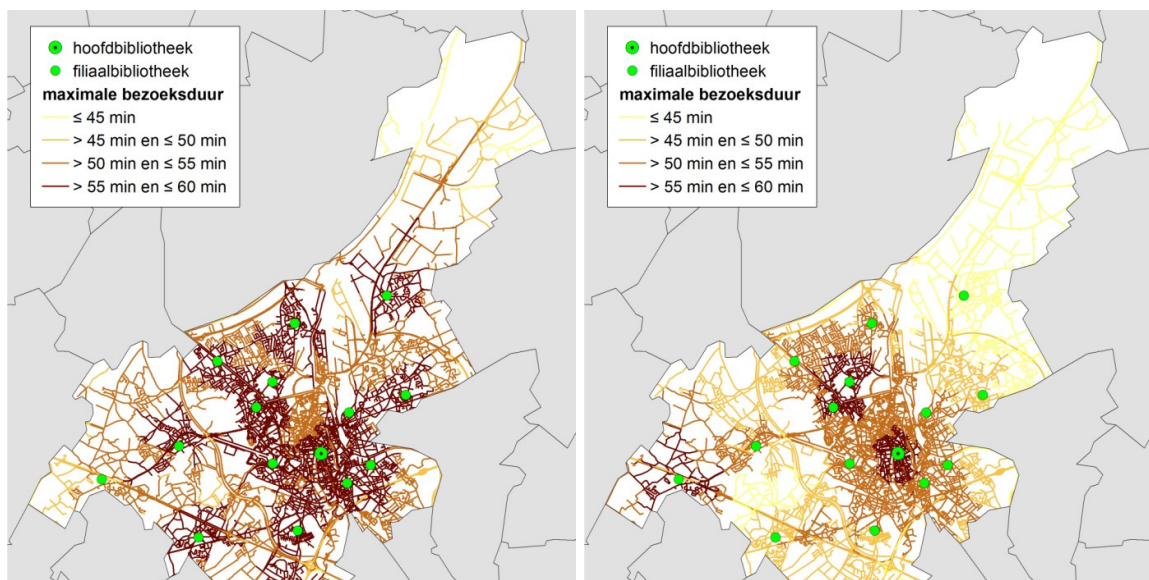 hoofdbibliotheek
filiaalbibliotheek
maximale bezoeksduur
≤ 45 min
> 45 min en ≤ 50 min
> 50 min en ≤ 55 min
> 55 min en ≤ 60 min
hoofdbibliotheek
filiaalbibliotheek
maximale bezoeksduur
≤ 45 min
> 45 min en ≤ 50 min
> 50 min en ≤ 55 min
> 55 min en ≤ 60 min